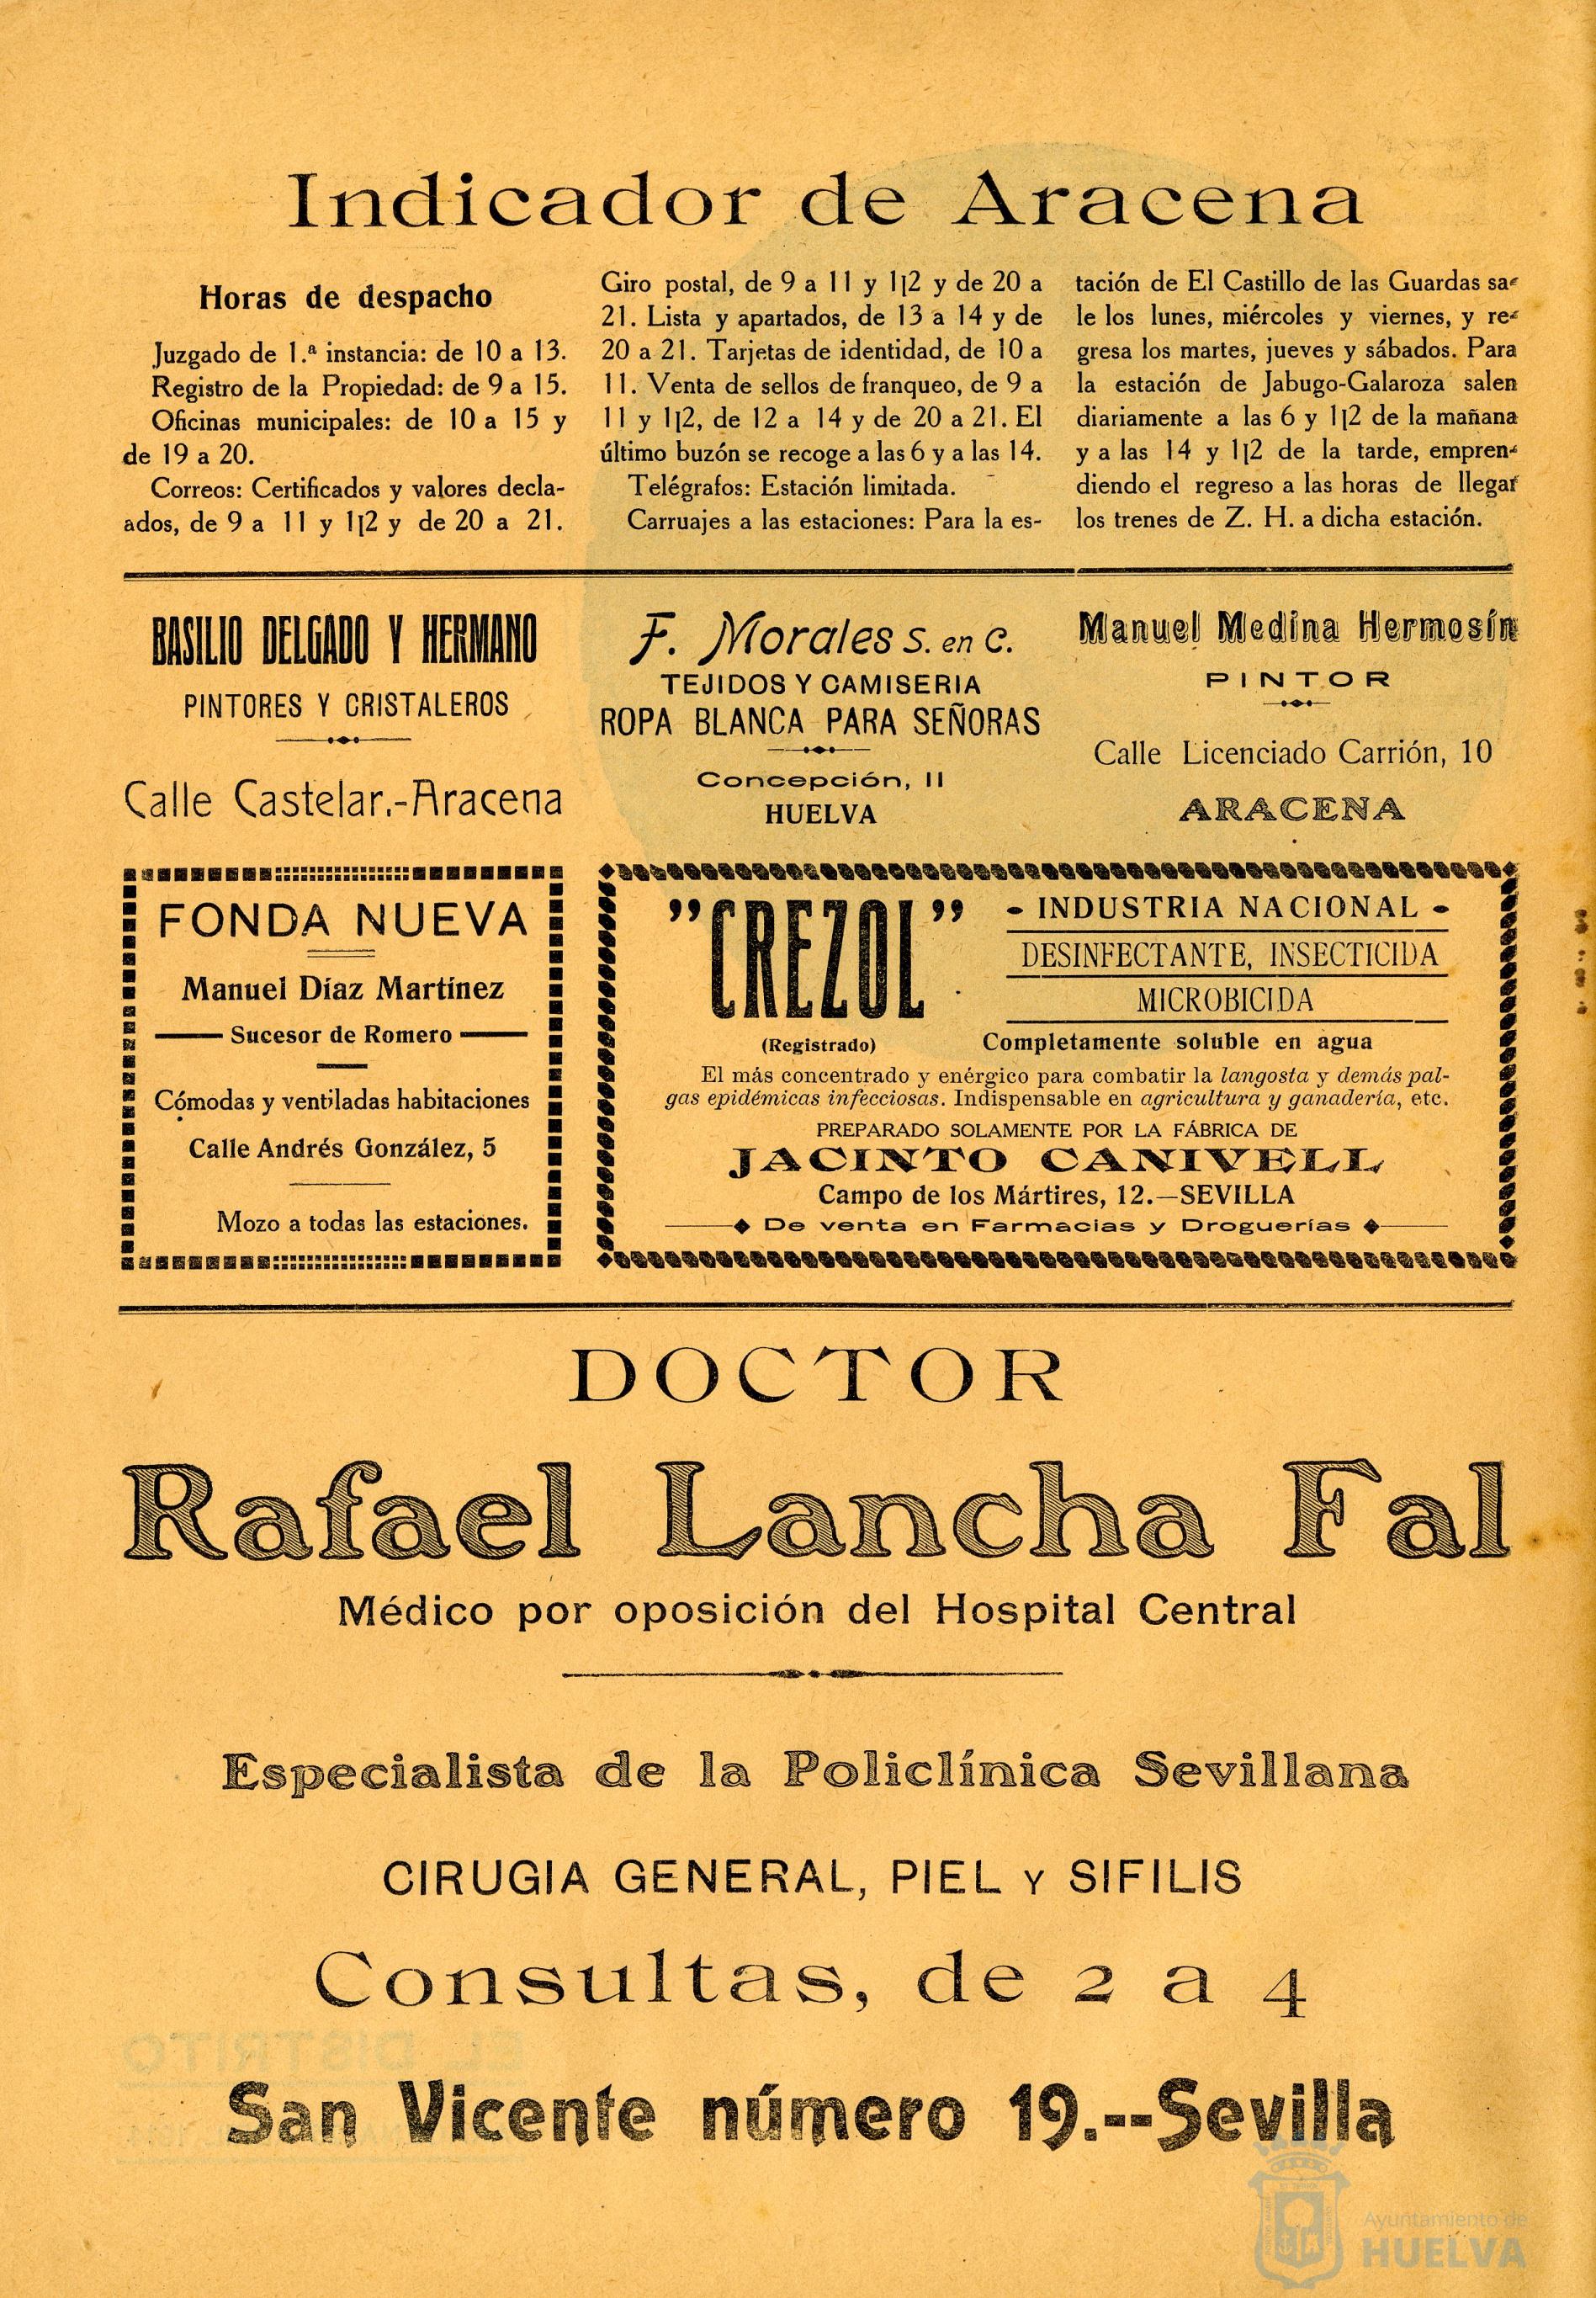 Indicador de Aracena
Horas de despacho
Juzgado de 1.ª instancia: de 10 a 13.
Registro de la Propiedad: de 9 a 15.
Oficinas municipales: de 10 a 15 y
de 19 a 20.
Correos: Certificados y valores decla-
ados, de 9 a 11 y 1|2 y de 20 a 21.
Giro postal, de 9 a 11 y 1|2 y de 20 a
21. Lista y apartados, de 13 a 14 y de
20 a 21. Tarjetas de identidad, de 10 a
11. Venta de sellos de franqueo, de 9 a
11 y 1|2, de 12 a 14 y de 20 a 21. El
último buzón se recoge a las 6 y a las 14.
Telégrafos: Estación limitada.
Carruajes a las estaciones: Para la es-
tación de El Castillo de las Guardas sa-
le los lunes, miércoles y viernes, y re-
gresa los martes, jueves y sábados. Para
la estación de Jabugo-Galaroza salen
diariamente a las 6 y 1|2 de la mañana
y a las 14 y 1|2 de la tarde, empren-
diendo el regreso a las horas de llegar
los trenes de Z. H. a dicha estación.
BASILIO DELGADO Y HERMANO
PINTORES Y CRISTALEROS
Calle Castelar.-Aracena
F. Morales S. en C.
TEJIDOS Y CAMISERIA
ROPA BLANCA PARA SEÑORAS
Concepción, 11
HUELVA
Manuel Medina Hermosín
PINTOR
Calle Licenciado Carrión, 10
ARACENA
FONDA NUEVA
Manuel Díaz Martínez
Sucesor de Romero
Cómodas y ventiladas habitaciones
Calle Andrés González, 5
Mozo a todas las estaciones.
"CREZOL"
(Registrado)
- INDUSTRIA NACIONAL -
DESINFECTANTE, INSECTICIDA
MICROBICIDA
Completamente soluble en agua
El más concentrado y enérgico para combatir la langosta y demás pal-
gas epidémicas infecciosas. Indispensable en agricultura y ganadería, etc.
PREPARADO SOLAMENTE POR LA FÁBRICA DE
JACINTO CANIVELL
Campo de los Mártires, 12.—SEVILLA
De venta en Farmacias y Droguerías
DOCTOR
Rafael Lancha Fal
Médico por oposición del Hospital Central
Especialista de la Policlínica Sevillana
CIRUGIA GENERAL, PIEL Y SIFILIS
Consultas, de 2 a 4
EL DISTRITO
San Vicente número 19.--Sevilla
Ayuntamiento de
HUELVA